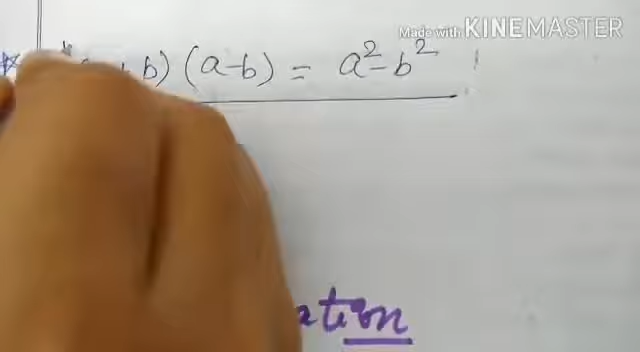 Made with KINEMASTER
b) (a-b) = a²-b²
ation